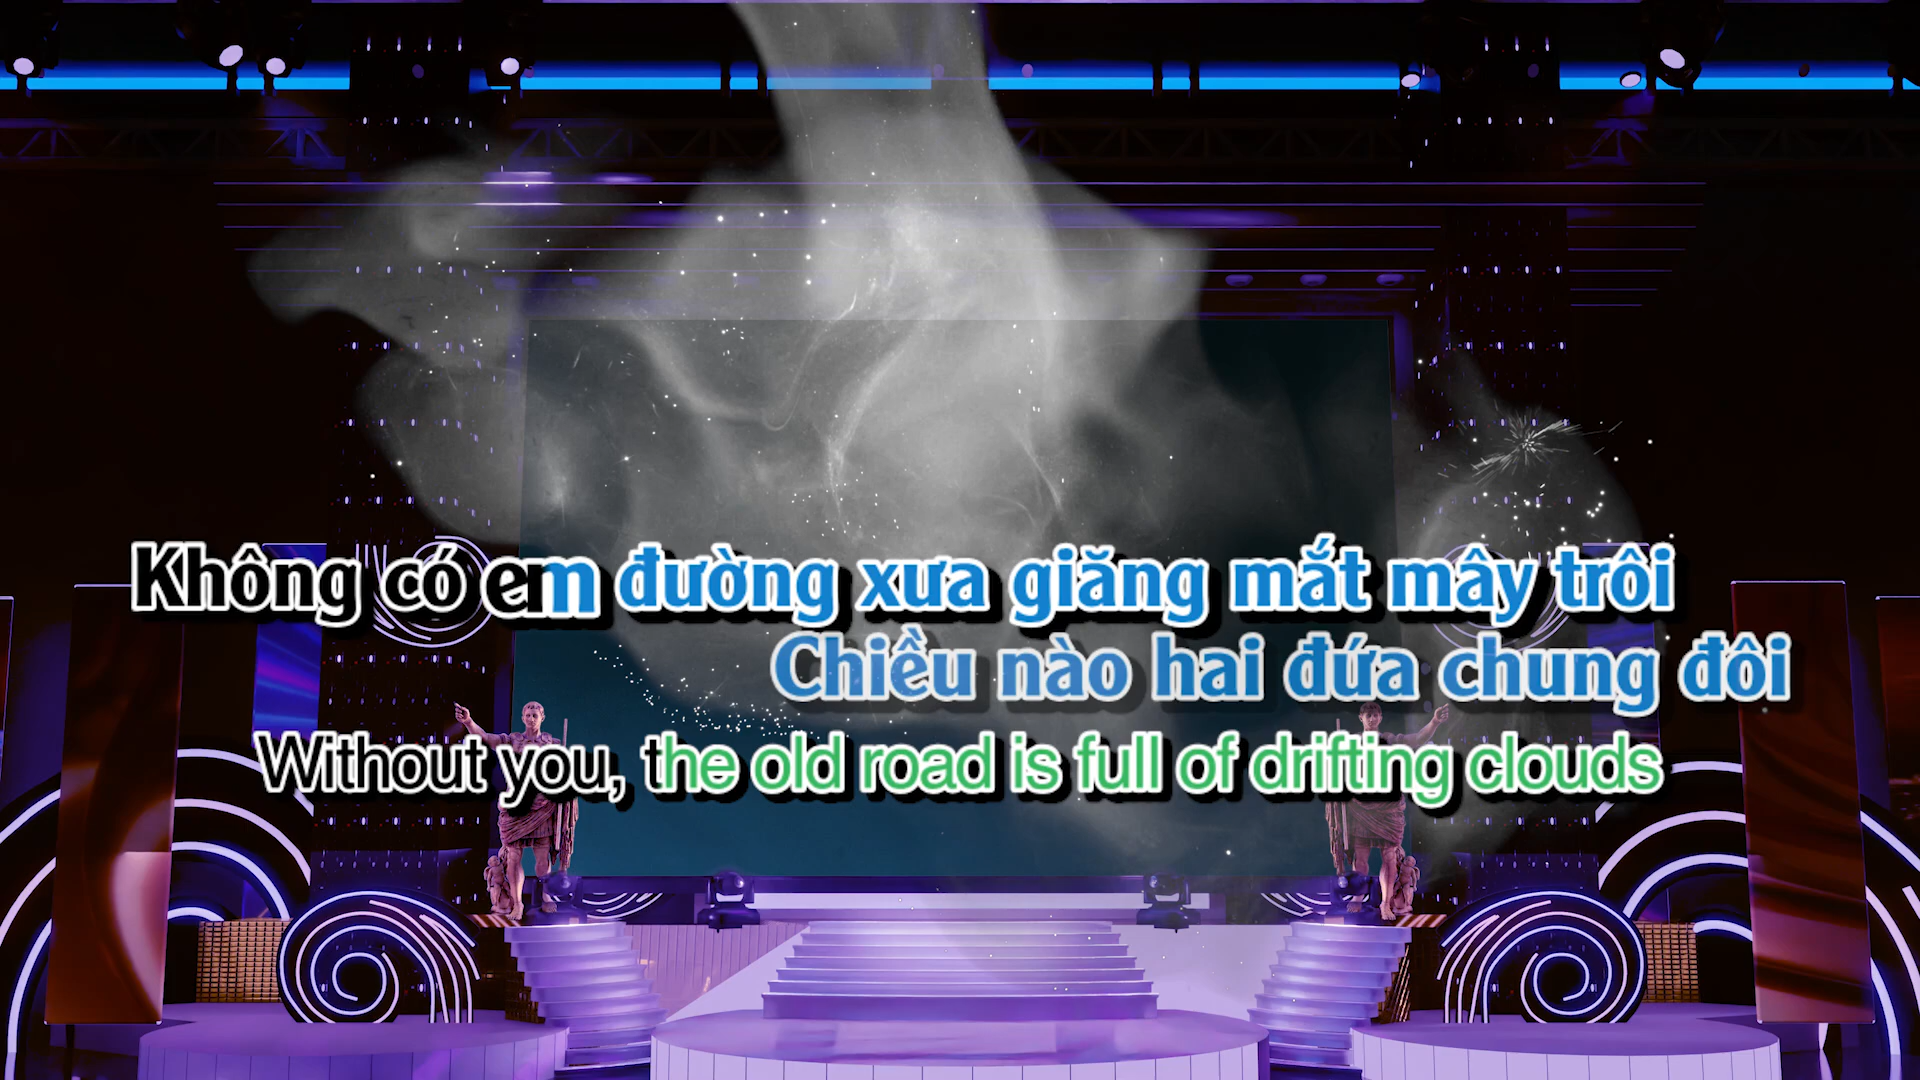 Không có em đường xưa giăng mắt mây trôi
Chiều nào hai đứa chung đôi
Without you, the old road is full of drifting clouds